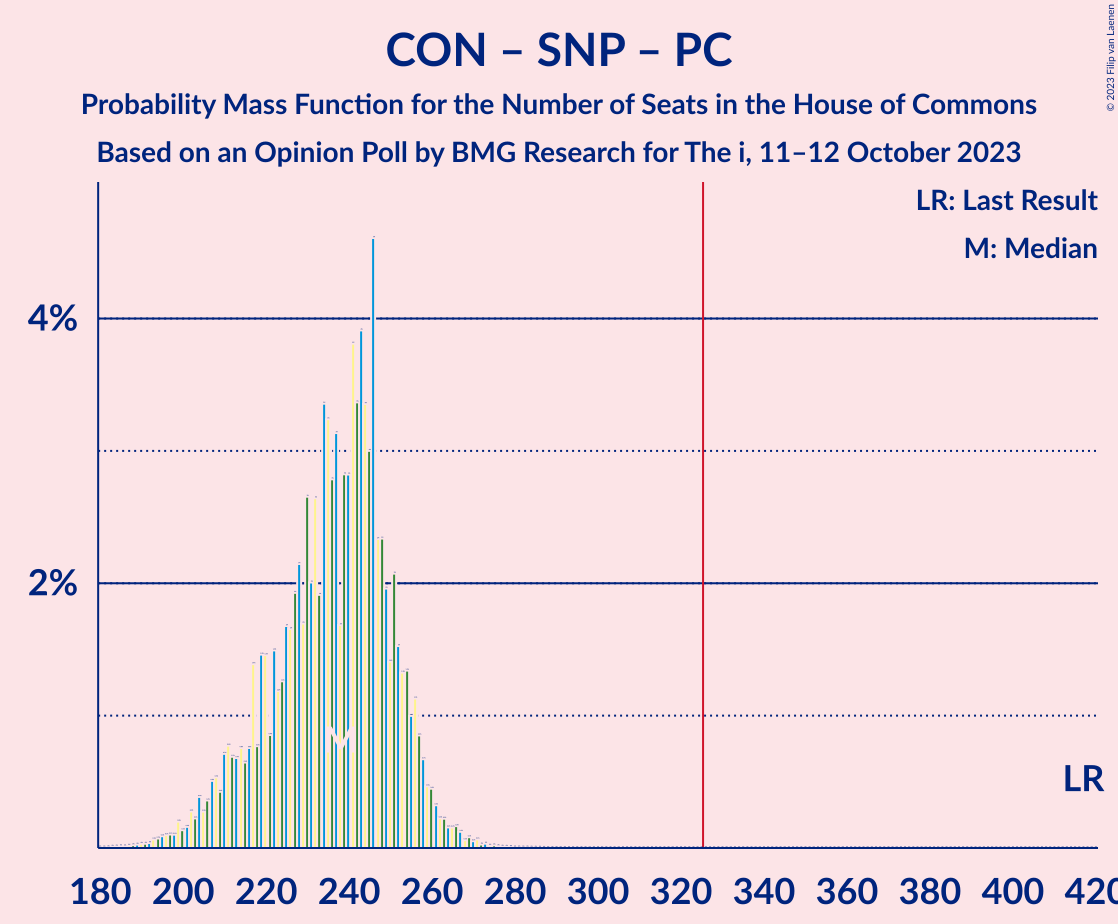 CON – SNP – PC
Probability Mass Function for the Number of Seats in the House of Commons
Based on an Opinion Poll by BMG Research for The i, 11–12 October 2023
© 2023 Filip van Laenen
LR: Last Result
M: Median
4%
2%
LR
180 200 220 240 260 280 300 320 340 360 380 400 420